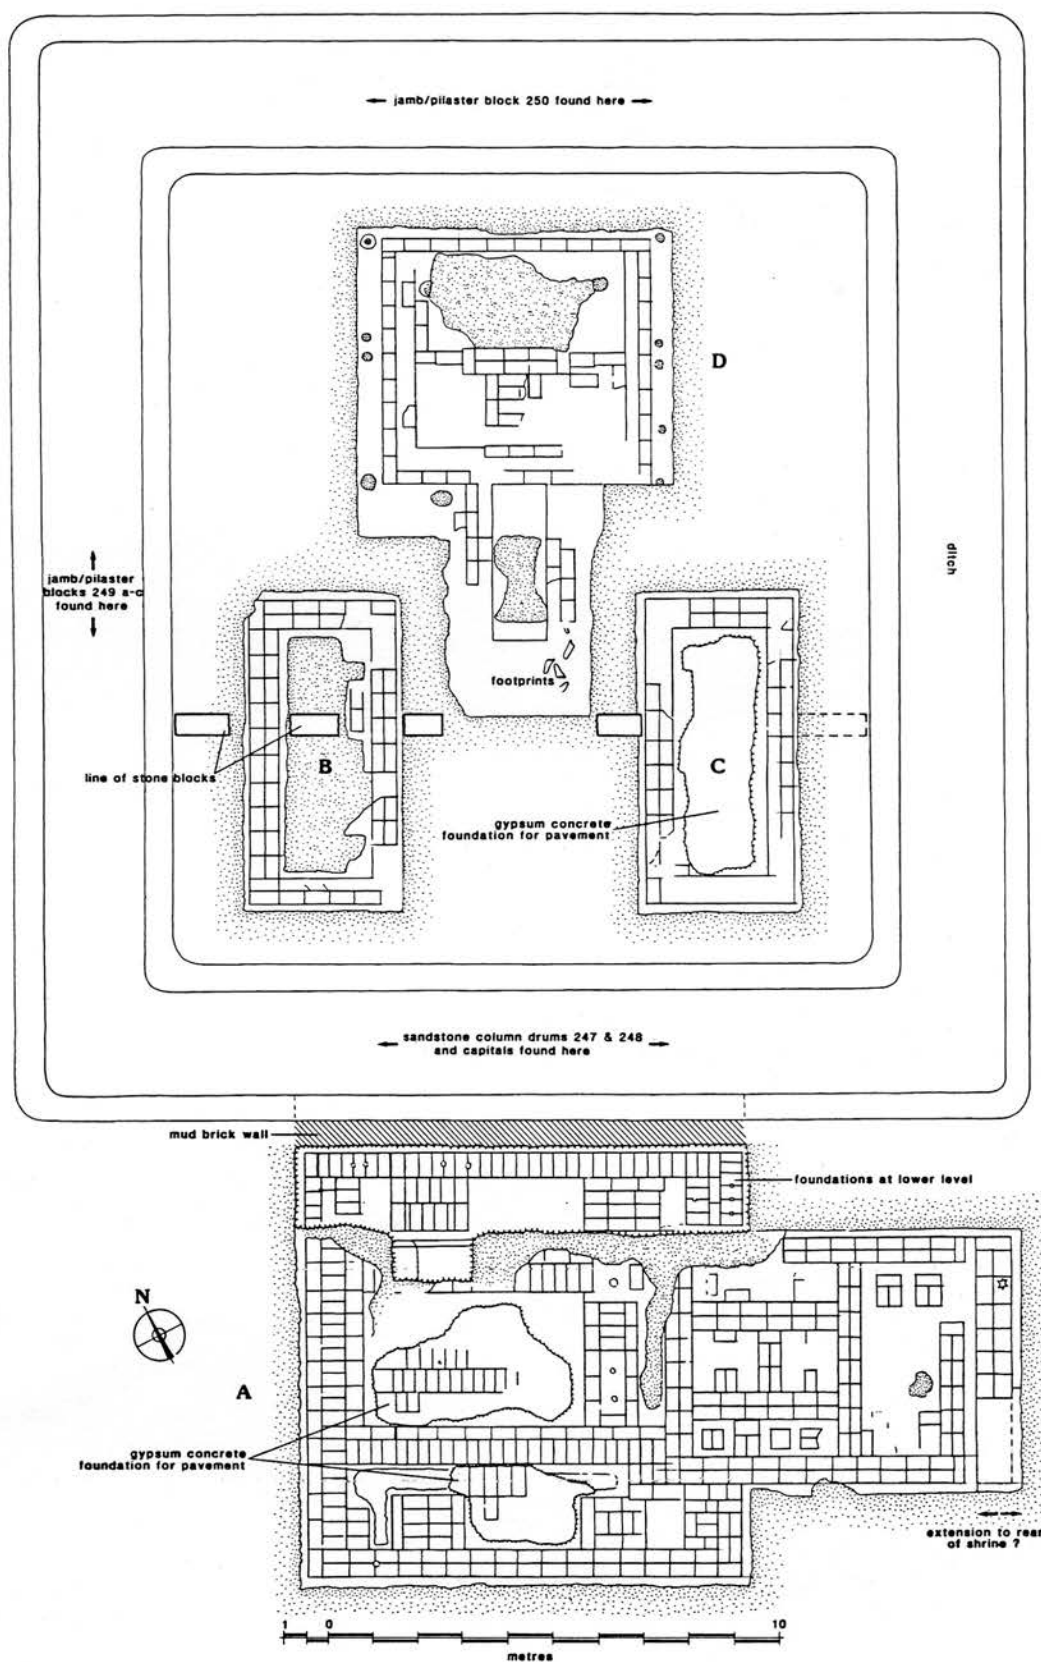 jamb/pilaster block 250 found here
D
ditch
jamb/pilaster
blocks 249 a-c
found here
footprints
B
C
line of stone blocks
gypsum concrete
foundation for pavement
sandstone column drums 247 & 248
and capitals found here
mud brick wall
foundations at lower level
N
A
gypsum concrete
foundation for pavement
extension to rear
of shrine ?
1 0 10
metres